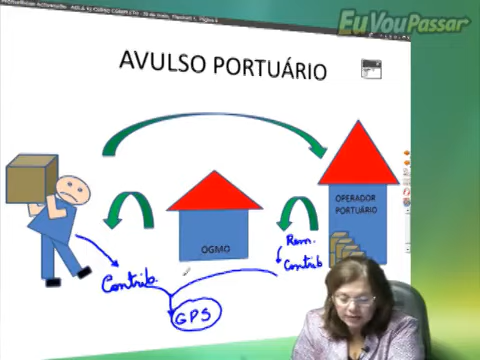 EuVouPassar
AVULSO PORTUÁRIO
OPERADOR
PORTUÁRIO
OGMO
Rem.
Contrib
Contrib.
GPS